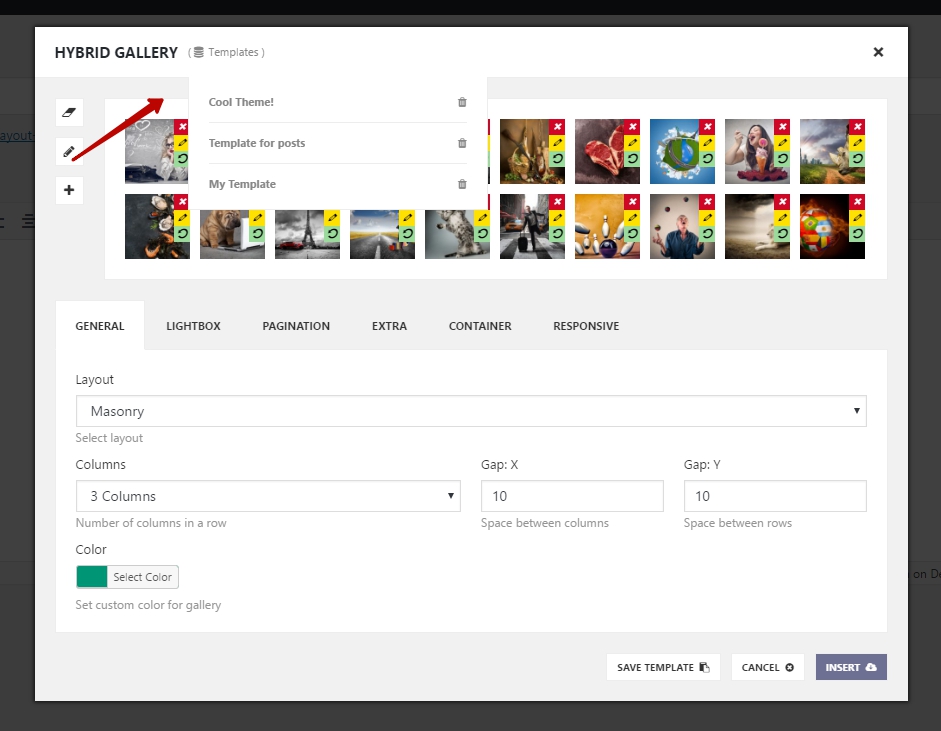 HYBRID GALLERY ( Templates )
Cool Theme!
Template for posts
My Template
GENERAL LIGHTBOX PAGINATION EXTRA CONTAINER RESPONSIVE
Layout
Masonry
Select layout
Columns Gap: X Gap: Y
3 Columns 10 10
Number of columns in a row Space between columns Space between rows
Color
Select Color
Set custom color for gallery
SAVE TEMPLATE CANCEL INSERT